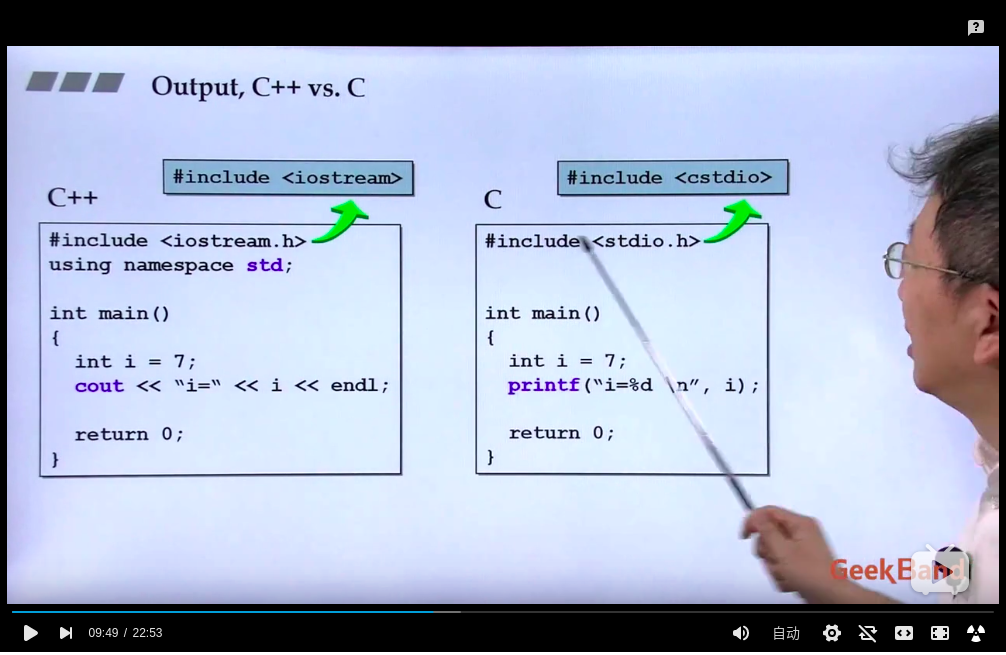 Output, C++ vs. C
#include <iostream>
C++
#include <iostream.h>
using namespace std;
int main()
{
int i = 7;
cout << “i=“ << i << endl;
return 0;
}
#include <cstdio>
C
#include <stdio.h>
int main()
{
int i = 7;
printf(“i=%d \n”, i);
return 0;
}
GeekBand
09:49 / 22:53
自动